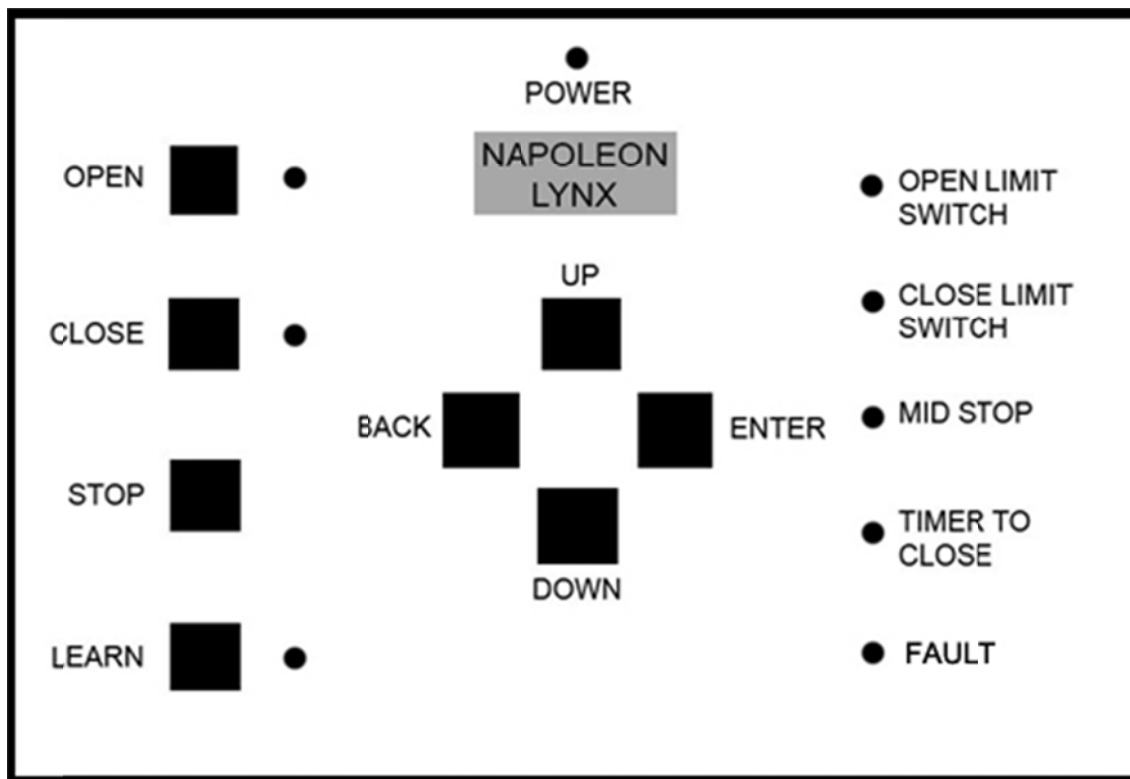 POWER
NAPOLEON
LYNX
OPEN
CLOSE
STOP
LEARN
UP
BACK
ENTER
DOWN
OPEN LIMIT
SWITCH
CLOSE LIMIT
SWITCH
MID STOP
TIMER TO
CLOSE
FAULT